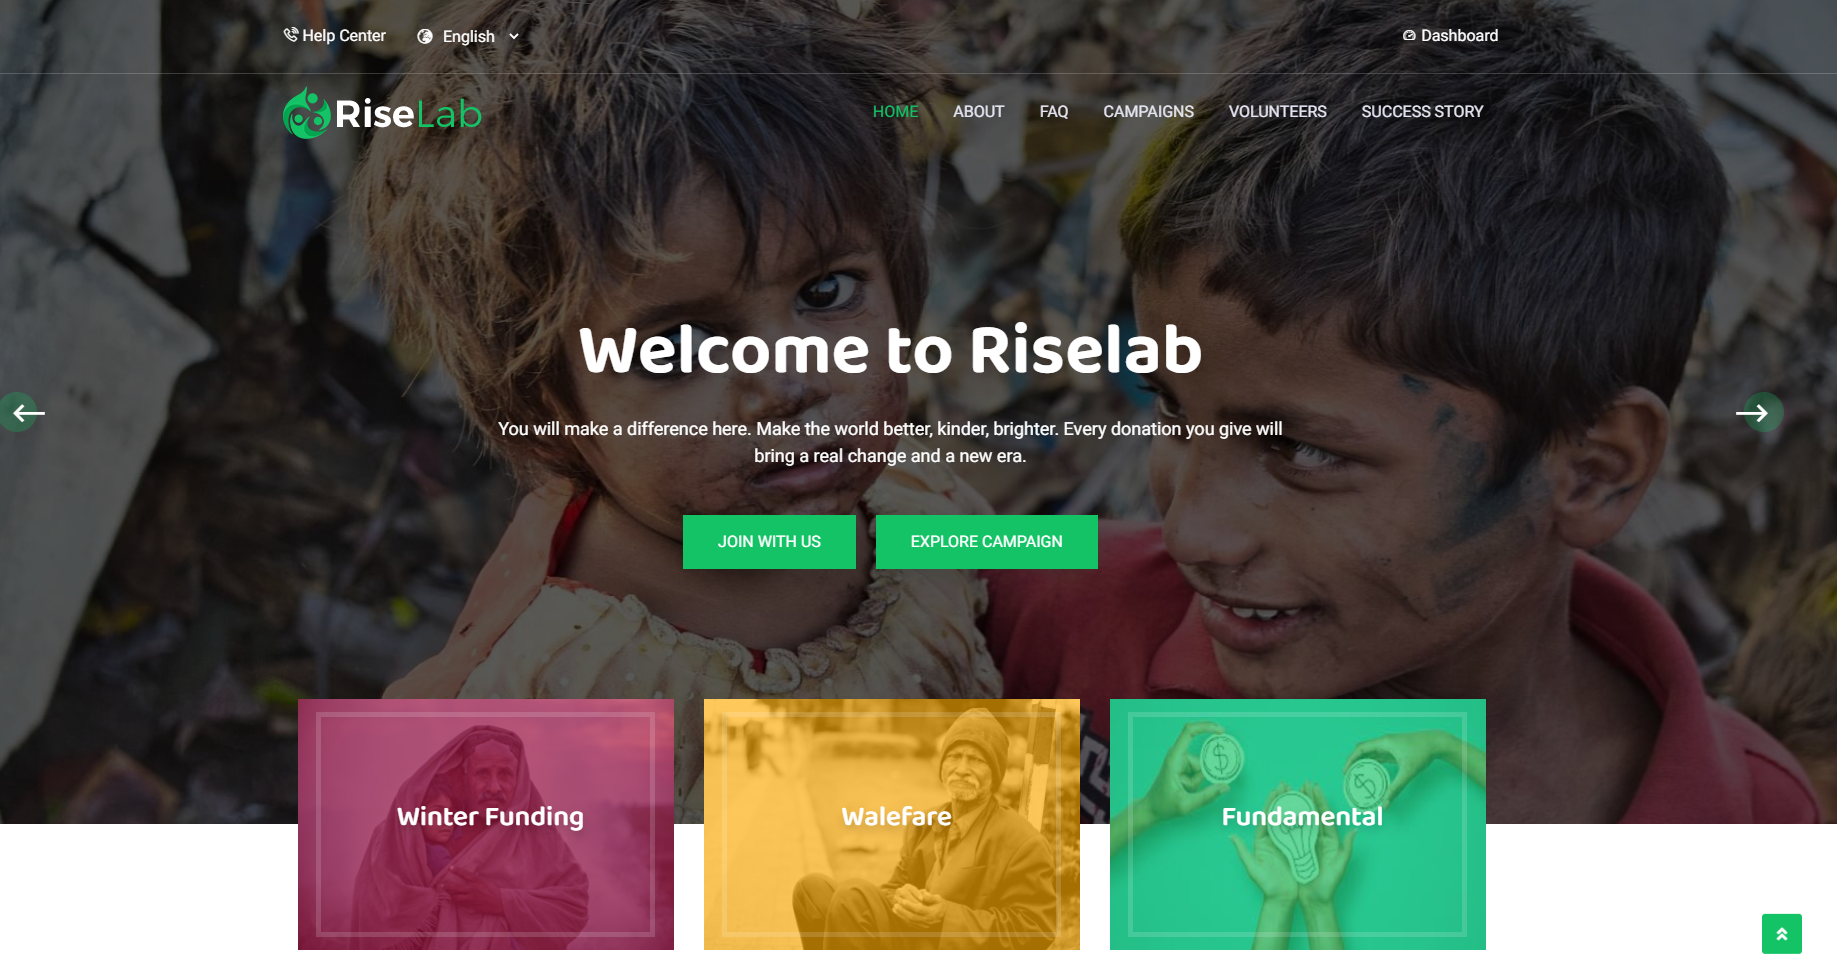 Help Center
English
Dashboard
RiseLab
HOME
ABOUT
FAQ
CAMPAIGNS
VOLUNTEERS
SUCCESS STORY
Welcome to Riselab
You will make a difference here. Make the world better, kinder, brighter. Every donation you give will
bring a real change and a new era.
JOIN WITH US
EXPLORE CAMPAIGN
Winter Funding
Walefare
Fundamental